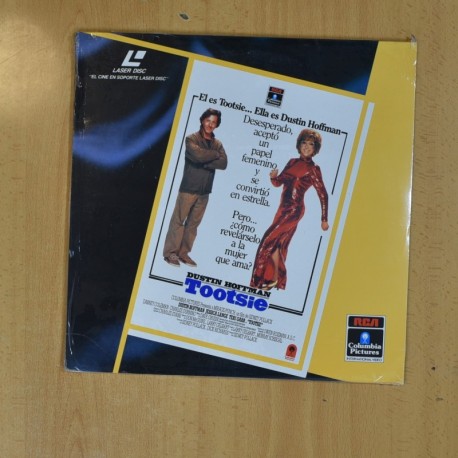 LASER DISC
"EL CINE EN SOPORTE LASER DISC"
RCA
El es Tootsie... Ella es Dustin Hoffman
Desesperado,
aceptó
un
papel
femenino
y
se
convirtió
en estrella.
Pero...
¿cómo
revelárselo
a la
mujer
que ama?
DUSTIN HOFFMAN
Tootsie
RCA
Columbia
Pictures